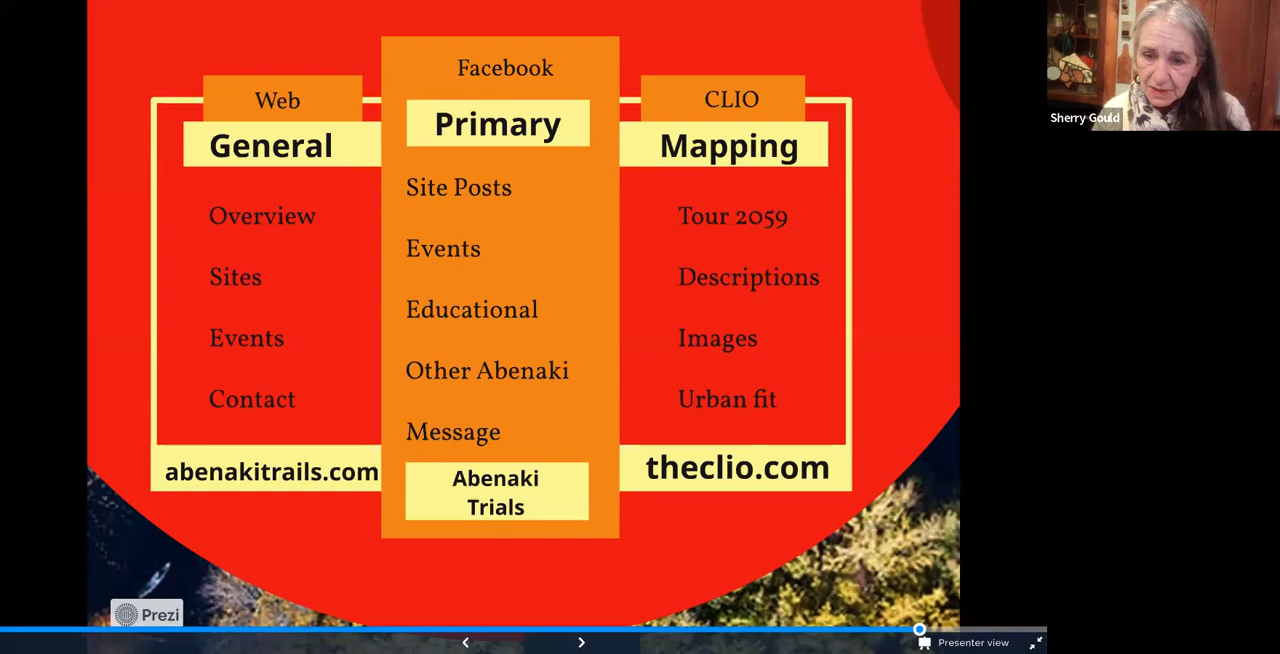 Web
General
Overview
Sites
Events
Contact
abenakitrails.com
Facebook
Primary
Site Posts
Events
Educational
Other Abenaki
Message
Abenaki
Trials
CLIO
Mapping
Tour 2059
Descriptions
Images
Urban fit
theclio.com
Sherry Gould
Prezi
Presenter view